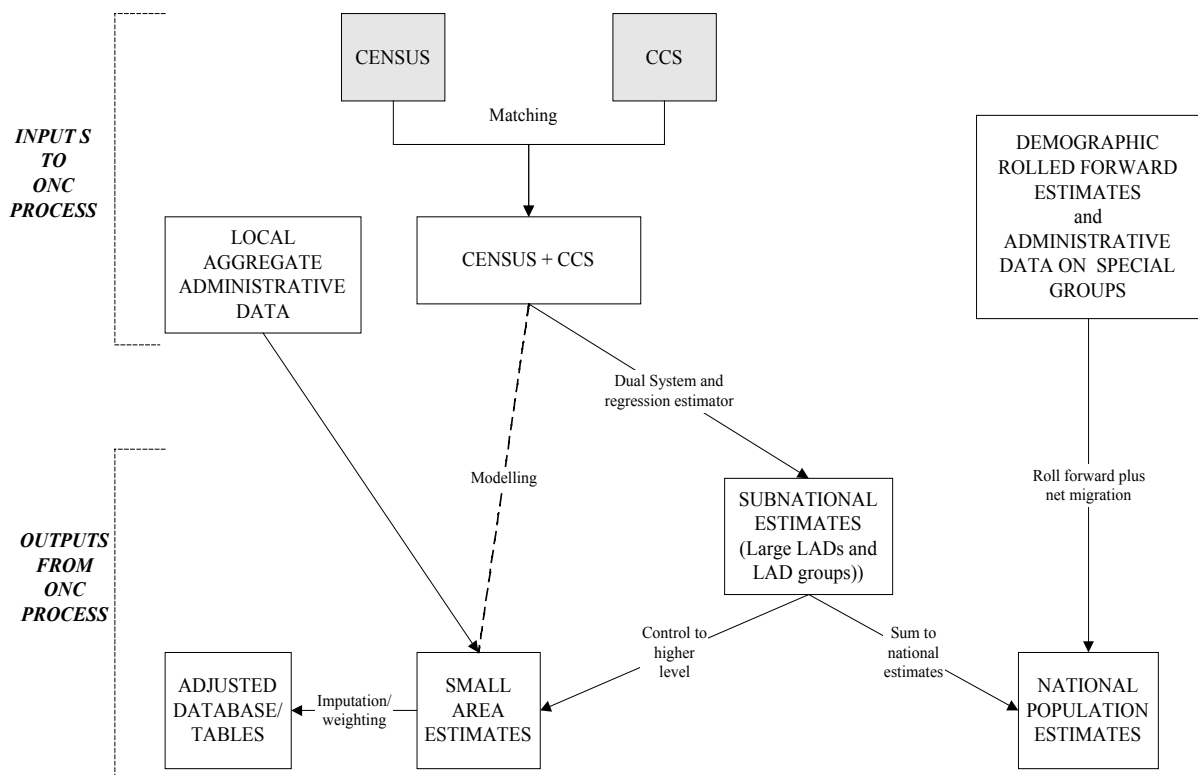 CENSUS
CCS
Matching
INPUT S
TO
ONC
PROCESS
DEMOGRAPHIC
ROLLED FORWARD
ESTIMATES
and
ADMINISTRATIVE
DATA ON SPECIAL
GROUPS
LOCAL
AGGREGATE
ADMINISTRATIVE
DATA
CENSUS + CCS
Dual System and
regression estimator
Modelling
SUBNATIONAL
ESTIMATES
(Large LADs and
LAD groups))
Roll forward plus
net migration
OUTPUTS
FROM
ONC
PROCESS
Control to
higher
level
Sum to
national
estimates
ADJUSTED
DATABASE/
TABLES
Imputation/
weighting
SMALL
AREA
ESTIMATES
NATIONAL
POPULATION
ESTIMATES